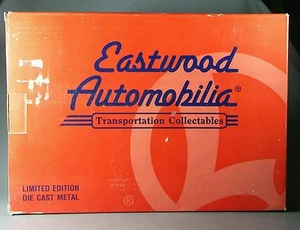 Eastwood
Automobilia®
Transportation Collectables
LIMITED EDITION
DIE CAST METAL
®